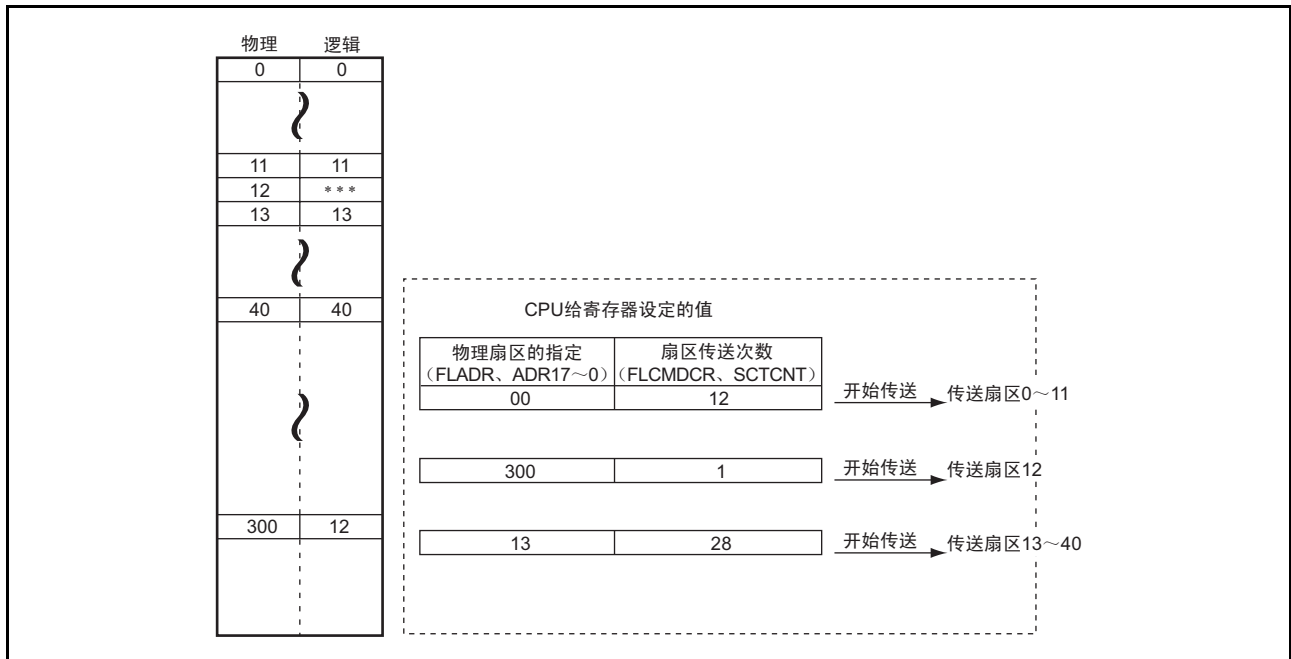 物理 逻辑
0 0
11 11
12 ***
13 13
40 40
300 12
CPU给寄存器设定的值
物理扇区的指定 扇区传送次数
（FLADR、ADR17～0） （FLCMDCR、SCTCNT）
00 12 开始传送 传送扇区0～11
300 1 开始传送 传送扇区12
13 28 开始传送 传送扇区13～40